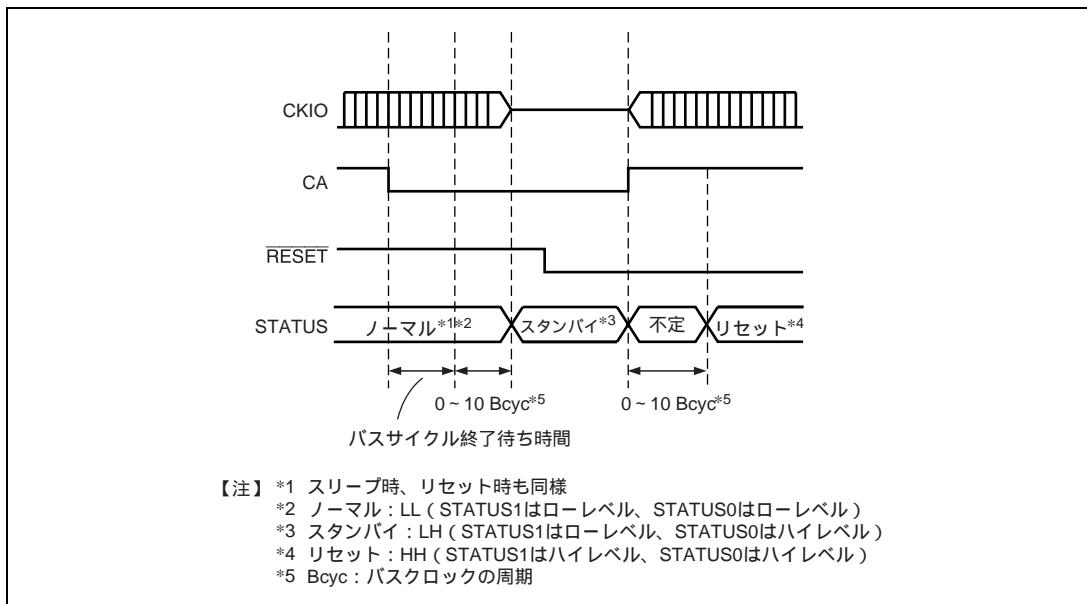 CKIO
CA
RESET
STATUS ノーマル*1*2 スタンバイ*3 不定 リセット*4
0 ~ 10 Bcyc*5 0 ~ 10 Bcyc*5
バスサイクル終了待ち時間
【注】 *1 スリープ時、リセット時も同様
*2 ノーマル：LL（STATUS1はローレベル、STATUS0はローレベル）
*3 スタンバイ：LH（STATUS1はローレベル、STATUS0はハイレベル）
*4 リセット：HH（STATUS1はハイレベル、STATUS0はハイレベル）
*5 Bcyc：バスクロックの周期